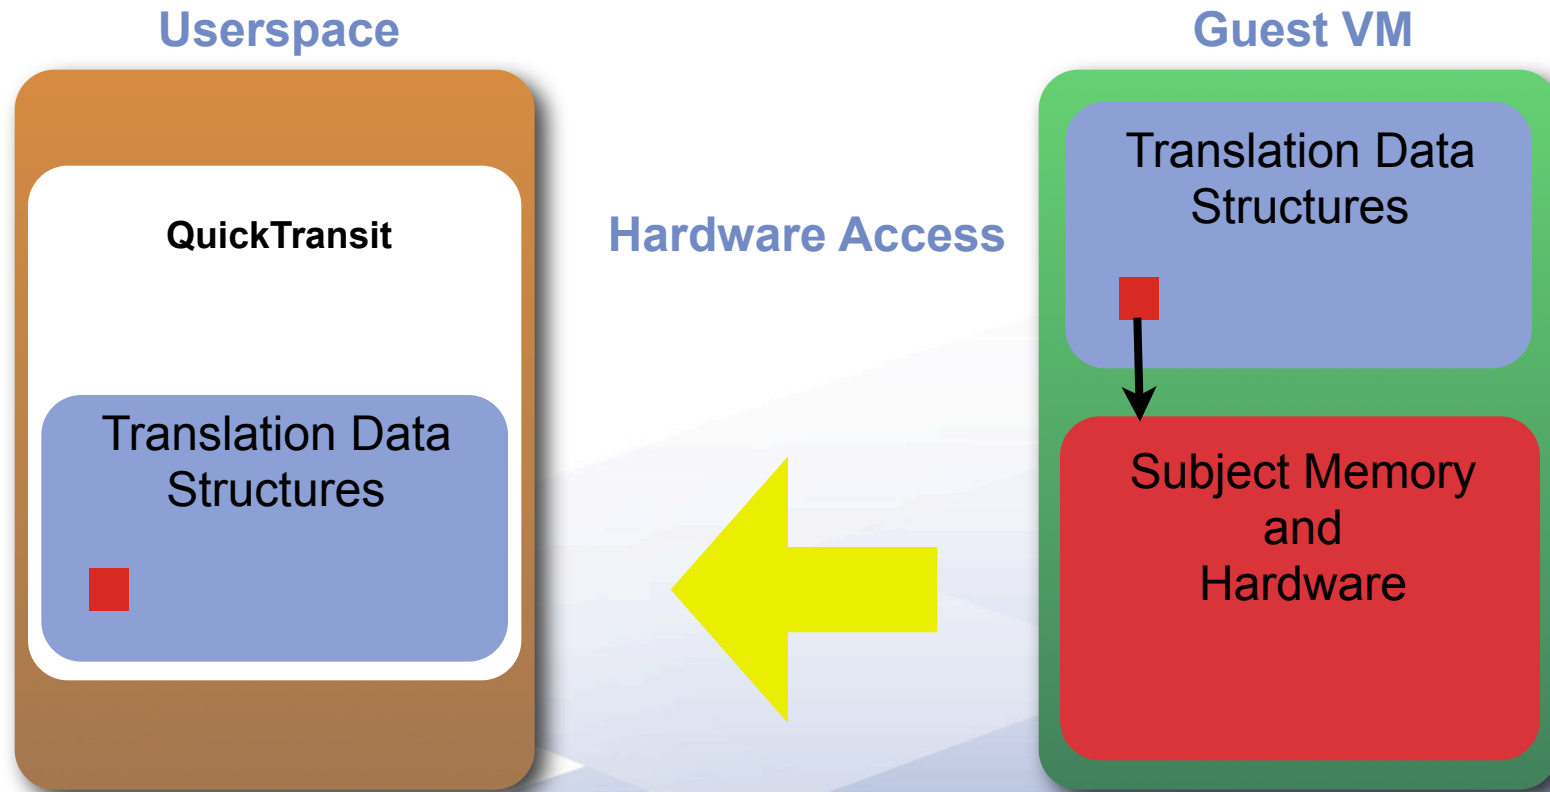 Userspace
Guest VM
QuickTransit
Translation Data
Structures
Hardware Access
Translation Data
Structures
Subject Memory
and
Hardware